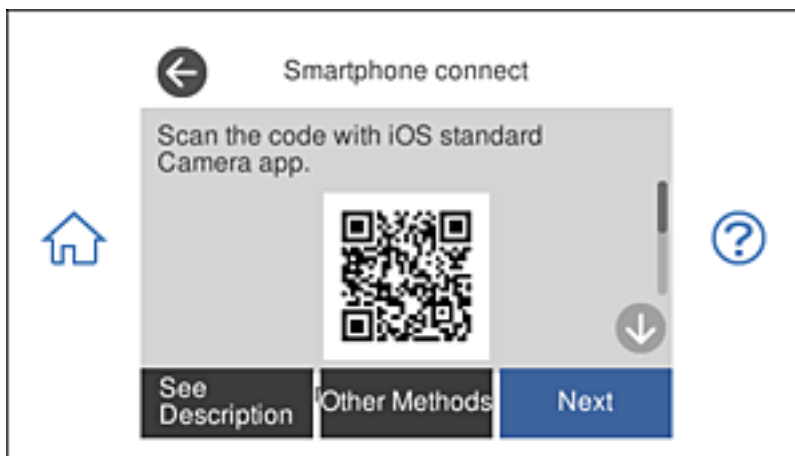 Smartphone connect
Scan the code with iOS standard
Camera app.
See
Description
Other Methods
Next